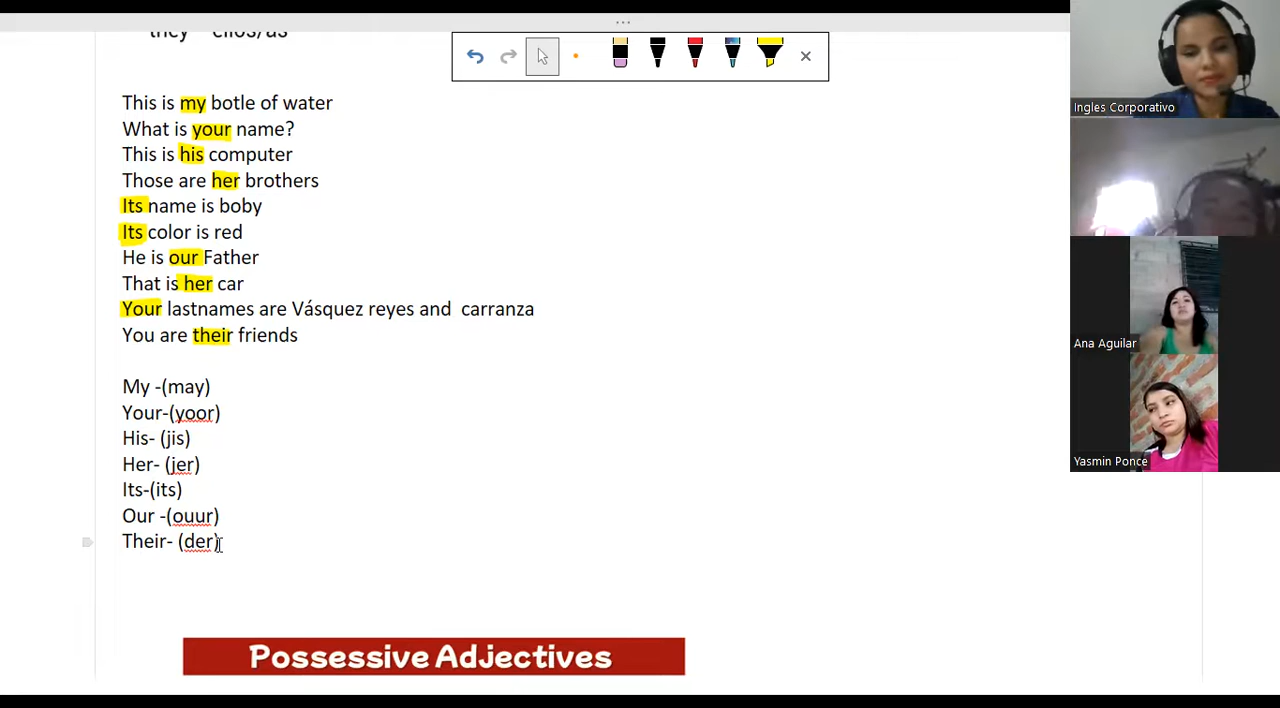 they ellos/as
This is my botle of water
What is your name?
This is his computer
Those are her brothers
Its name is boby
Its color is red
He is our Father
That is her car
Your lastnames are Vásquez reyes and carranza
You are their friends
My -(may)
Your-(yoor)
His- (jis)
Her- (jer)
Its-(its)
Our -(ouur)
Their- (der)
Possessive Adjectives
Ingles Corporativo
Ana Aguilar
Yasmin Ponce